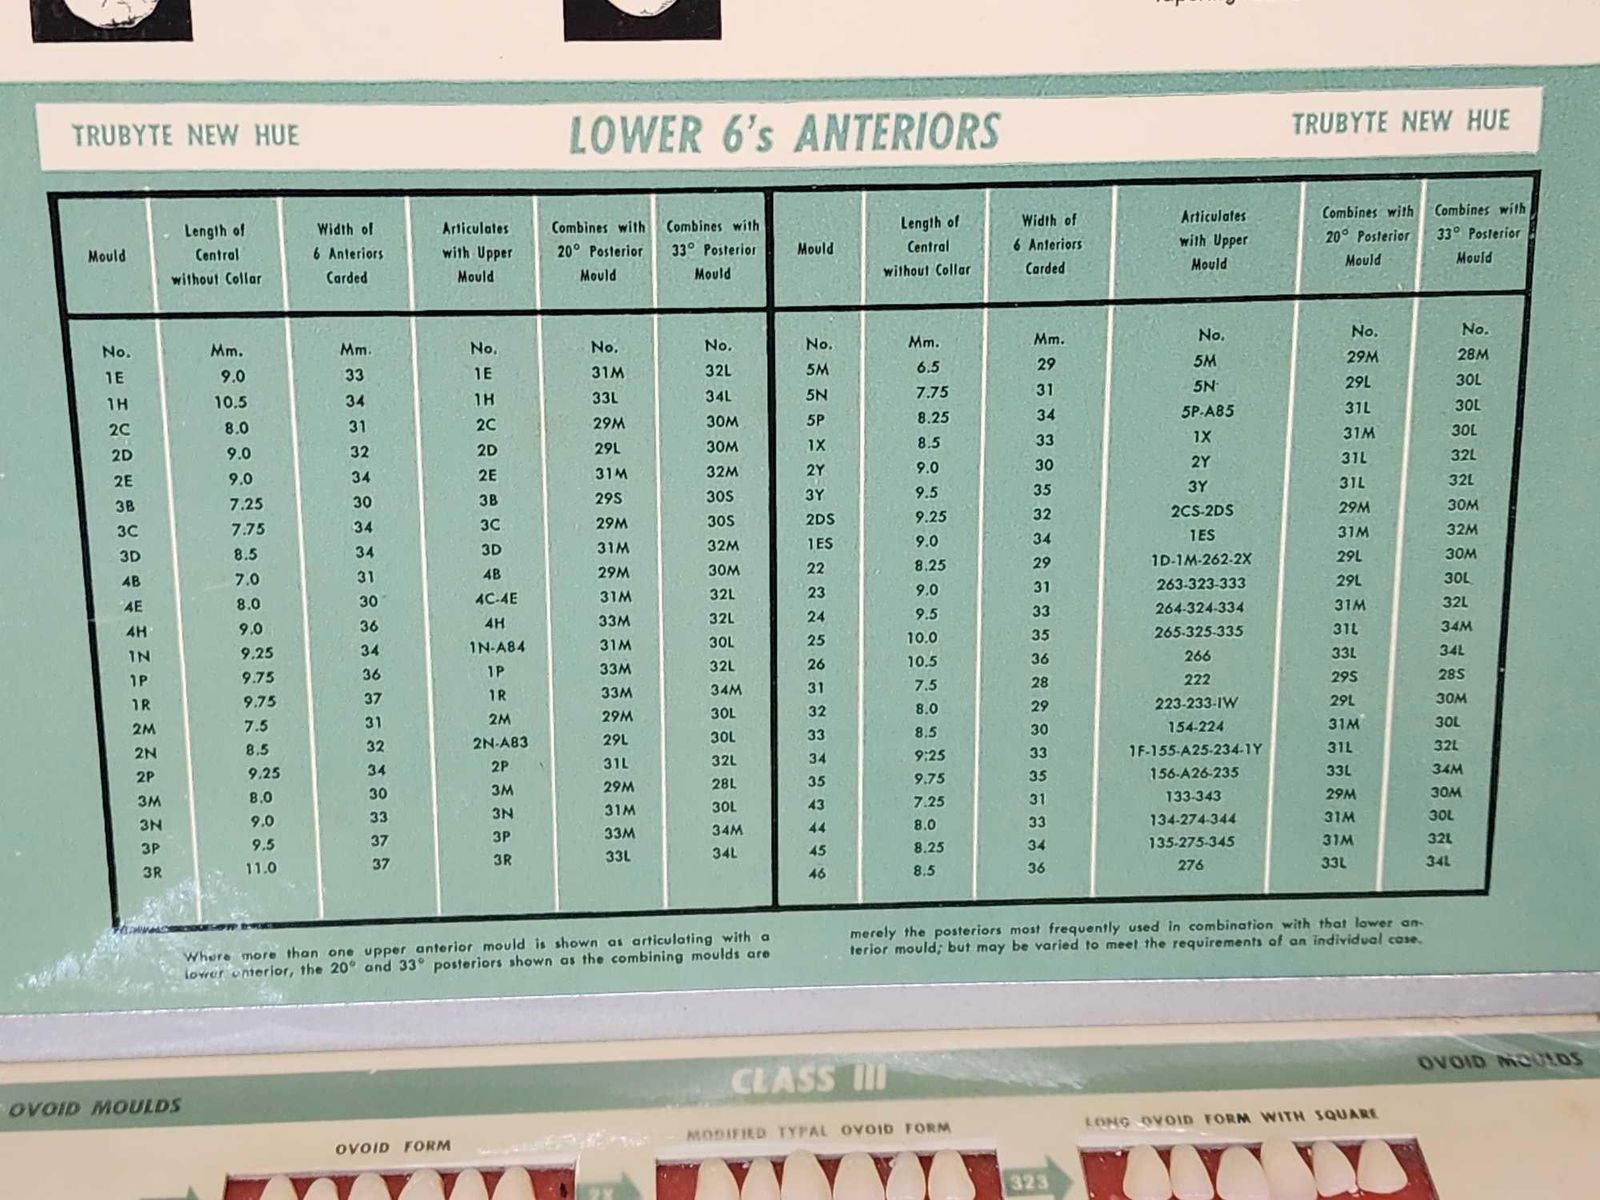 TRUBYTE NEW HUE LOWER 6's ANTERIORS TRUBYTE NEW HUE
Mould Length of Central without Collar Width of 6 Anteriors Carded Articulates with Upper Mould Combines with 20° Posterior Mould Combines with 33° Posterior Mould Mould Length of Central without Collar Width of 6 Anteriors Carded Articulates with Upper Mould Combines with 20° Posterior Mould Combines with 33° Posterior Mould
No. Mm. Mm. No. No. No. No. Mm. Mm. No. No. No.
1E 9.0 33 1E 31M 32L 5M 6.5 29 5M 29M 28M
1H 10.5 34 1H 33L 34L 5N 7.75 31 5N 29L 30L
2C 8.0 31 2C 29M 30M 5P 8.25 34 5P-A85 31L 30L
2D 9.0 32 2D 29L 30M 1X 8.5 33 1X 31M 30L
2E 9.0 34 2E 31M 32M 2Y 9.0 30 2Y 31L 32L
3B 7.25 30 3B 29S 30S 3Y 9.5 35 3Y 31L 32L
3C 7.75 34 3C 29M 30S 2DS 9.25 32 2CS-2DS 29M 30M
3D 8.5 34 3D 31M 32M 1ES 9.0 34 1ES 31M 32M
4B 7.0 31 4B 29M 30M 22 8.25 29 1D-1M-262-2X 29L 30M
4E 8.0 30 4C-4E 31M 32L 23 9.0 31 263-323-333 29L 30L
4H 9.0 36 4H 33M 32L 24 9.5 33 264-324-334 31M 32L
1N 9.25 34 1N-A84 31M 30L 25 10.0 35 265-325-335 31L 34M
1P 9.75 36 1P 33M 32L 26 10.5 36 266 33L 34L
1R 9.75 37 1R 33M 34M 31 7.5 28 222 29S 28S
2M 7.5 31 2M 29M 30L 32 8.0 29 223-233-IW 29L 30M
2N 8.5 32 2N-A83 29L 30L 33 8.5 30 154-224 31M 30L
2P 9.25 34 2P 31L 32L 34 9.25 33 1F-155-A25-234-1Y 31L 32L
3M 8.0 30 3M 29M 28L 35 9.75 35 156-A26-235 33L 34M
3N 9.0 33 3N 31M 30L 43 7.25 31 133-343 29M 30M
3P 9.5 37 3P 33M 34M 44 8.0 33 134-274-344 31M 30L
3R 11.0 37 3R 33L 34L 45 8.25 34 135-275-345 31M 32L
46 8.5 36 276 33L 34L
Where more than one upper anterior mould is shown as articulating with a
lower anterior, the 20° and 33° posteriors shown as the combining moulds are
merely the posteriors most frequently used in combination with that lower an-
terior mould; but may be varied to meet the requirements of an individual case.
OVOID MOULDS CLASS III OVOID MOULDS
OVOID FORM MODIFIED TYPAL OVOID FORM LONG OVOID FORM WITH SQUARE
2X 323